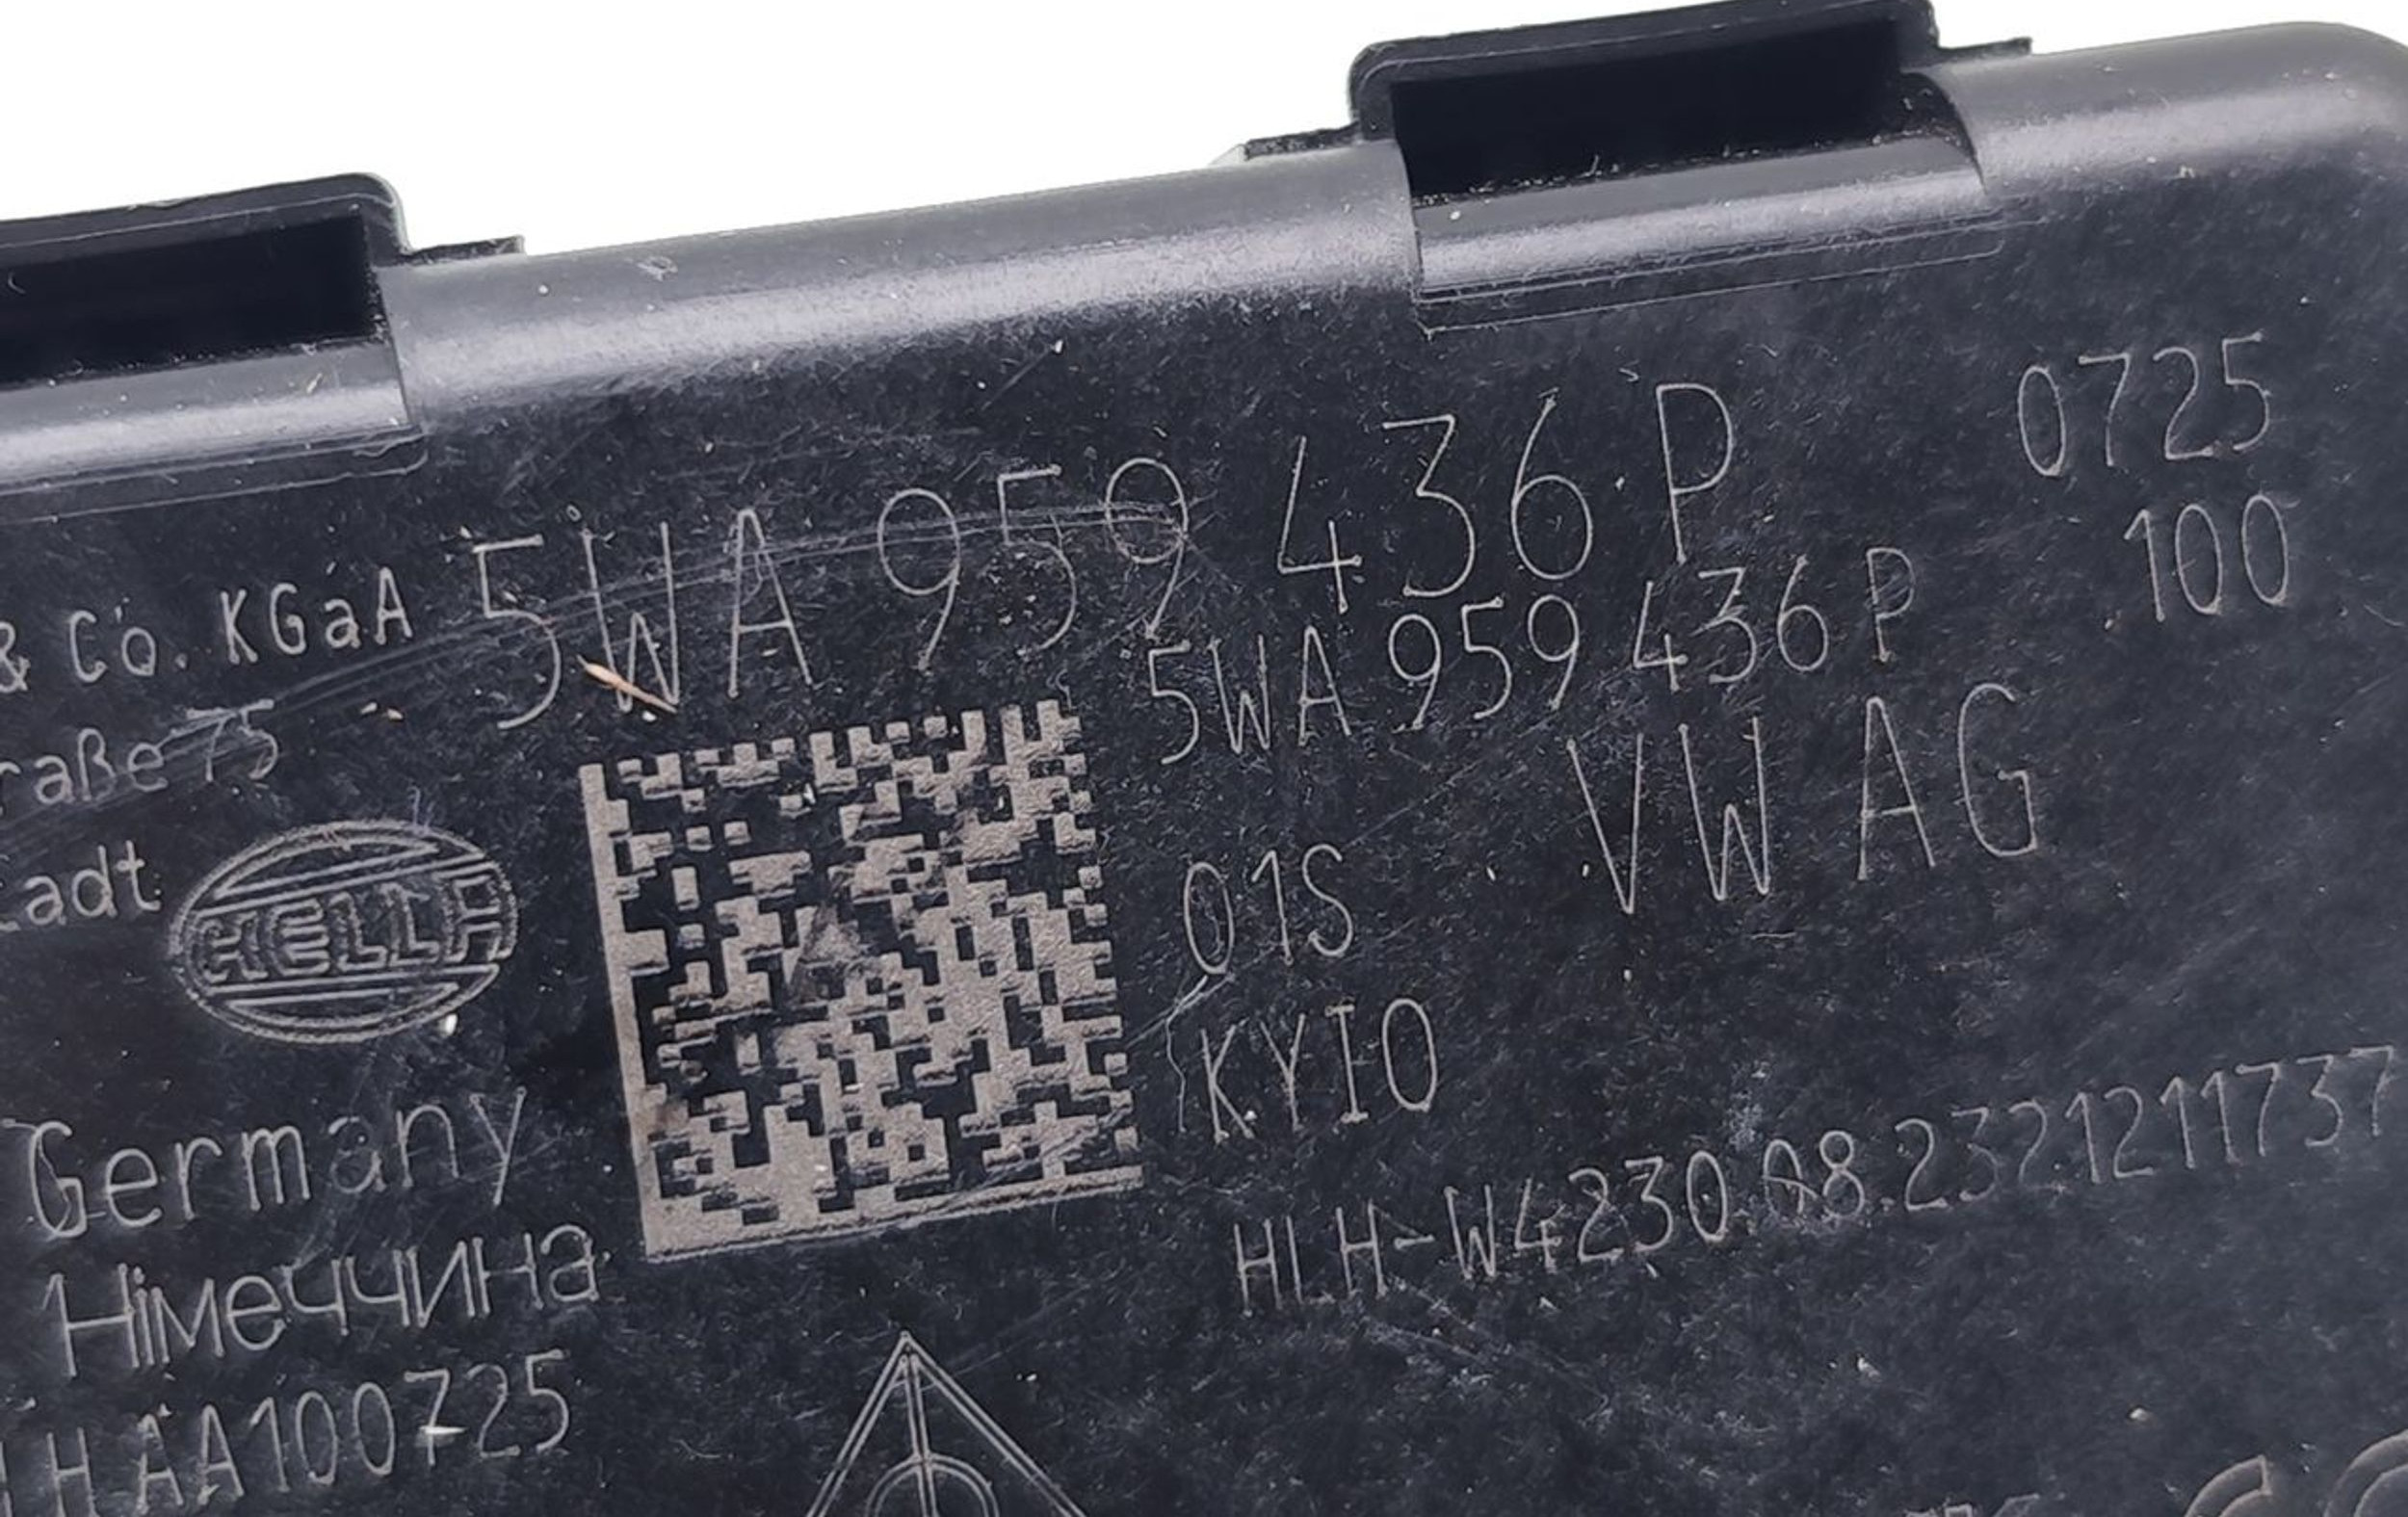 & Co. KGaA
raße 75
adt
HELLA
Germany
Німеччина
HAA100725
5WA 959 436 P
0725
100
5WA 959 436 P
VW AG
01S
KYI0
HLH-W4230.08.2321211737